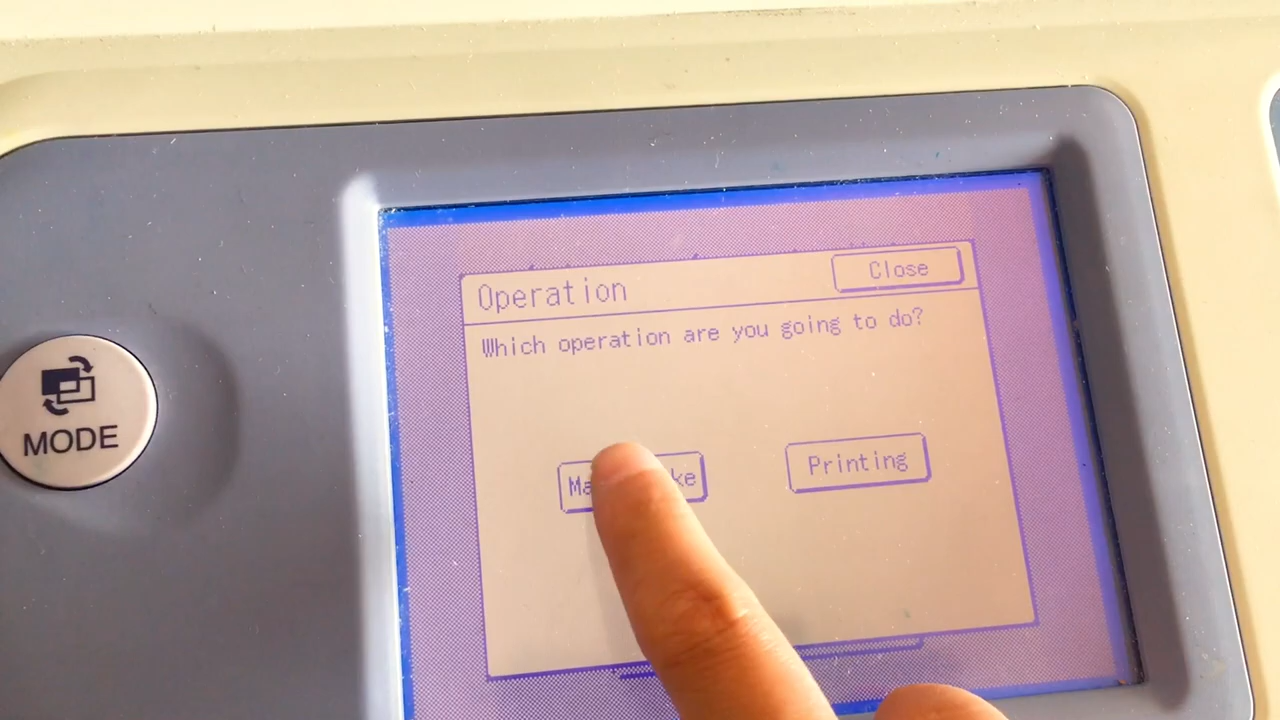 Close
Operation
Which operation are you going to do?
MODE
Printing